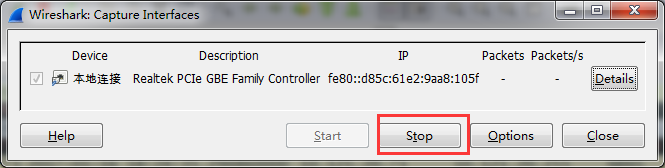 Wireshark: Capture Interfaces
Device Description IP Packets Packets/s
本地连接 Realtek PCIe GBE Family Controller fe80::d85c:61e2:9aa8:105f - - Details
Help Start Stop Options Close